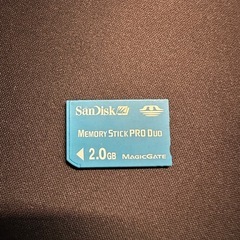 SanDisk
MEMORY STICK PRO DUO
2.0GB MAGICGATE